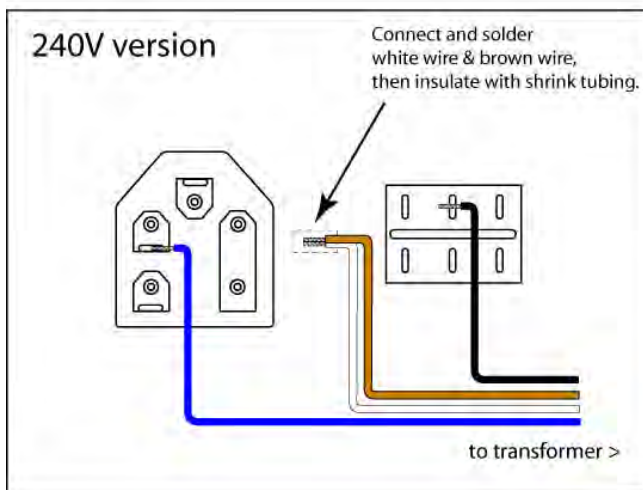 240V version
Connect and solder
white wire & brown wire,
then insulate with shrink tubing.
to transformer >